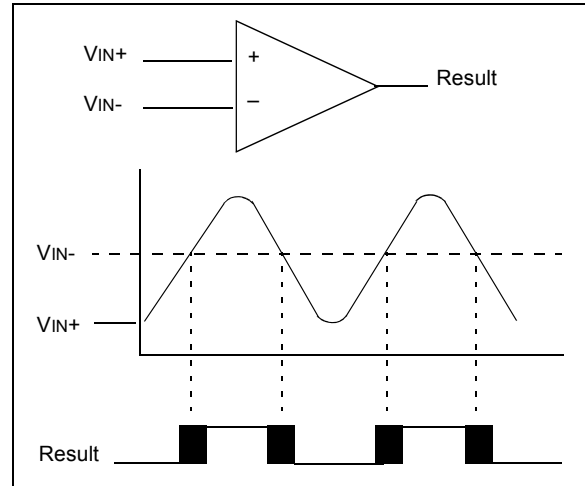 VIN+
+
Result
VIN-
–
VIN-
VIN+
Result